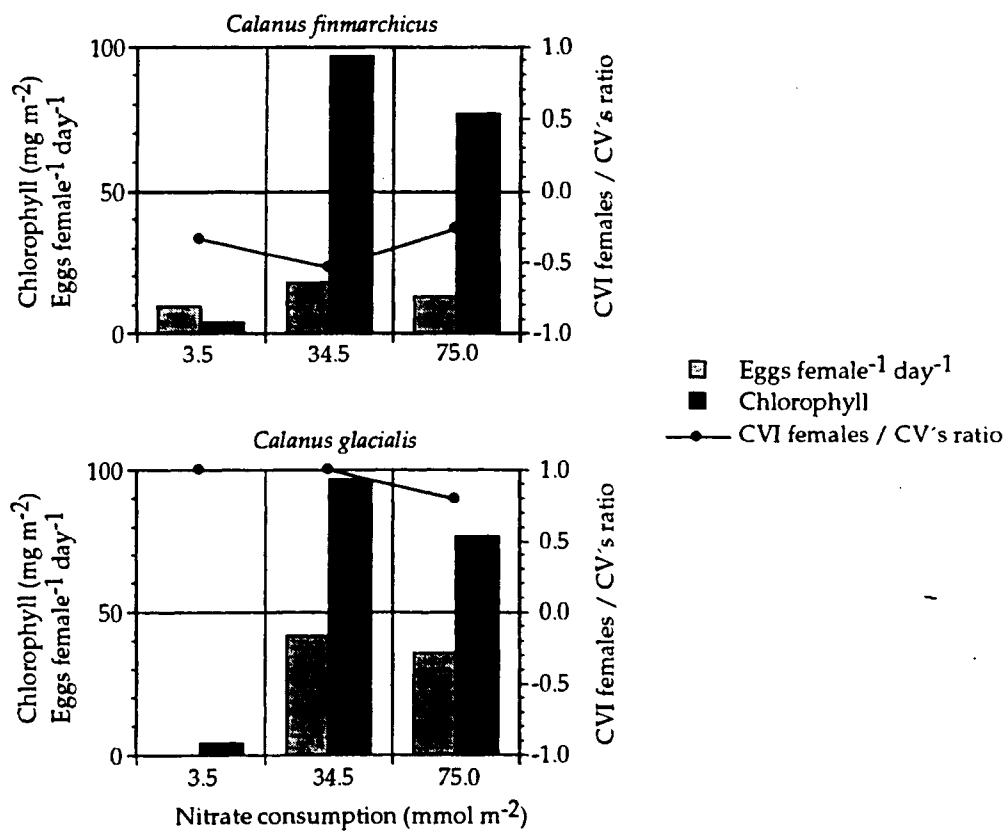 Calanus finmarchicus
100
50
0
Chlorophyll (mg m-2)
Eggs female-1 day-1
1.0
0.5
0.0
-0.5
-1.0
CVI females / CV´s ratio
3.5 34.5 75.0
Eggs female-1 day-1
Chlorophyll
CVI females / CV´s ratio
Calanus glacialis
100
50
0
Chlorophyll (mg m-2)
Eggs female-1 day-1
1.0
0.5
0.0
-0.5
-1.0
CVI females / CV´s ratio
3.5 34.5 75.0
Nitrate consumption (mmol m-2)